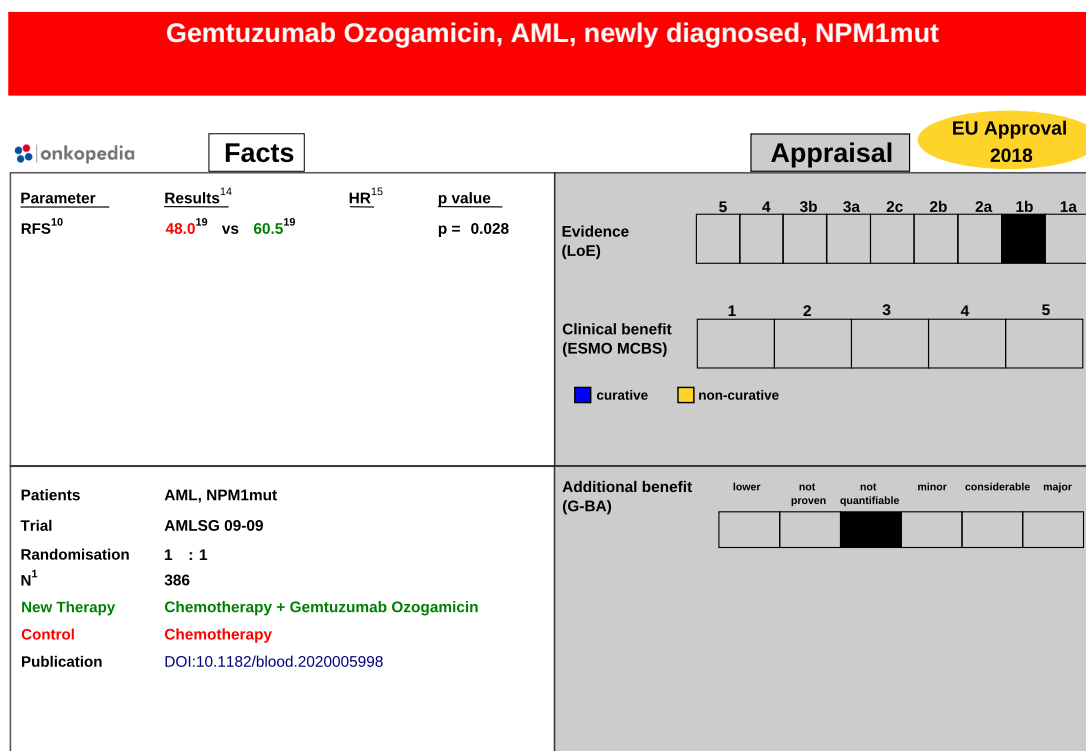 Gemtuzumab Ozogamicin, AML, newly diagnosed, NPM1mut
onkopedia
Facts
Appraisal
EU Approval
2018
Parameter Results14 HR15 p value
RFS10 48.019 vs 60.519 p = 0.028
5 4 3b 3a 2c 2b 2a 1b 1a
Evidence
(LoE)
1 2 3 4 5
Clinical benefit
(ESMO MCBS)
curative non-curative
Patients AML, NPM1mut
Trial AMLSG 09-09
Randomisation 1 : 1
N1 386
New Therapy Chemotherapy + Gemtuzumab Ozogamicin
Control Chemotherapy
Publication DOI:10.1182/blood.2020005998
Additional benefit
(G-BA)
lower not proven not quantifiable minor considerable major